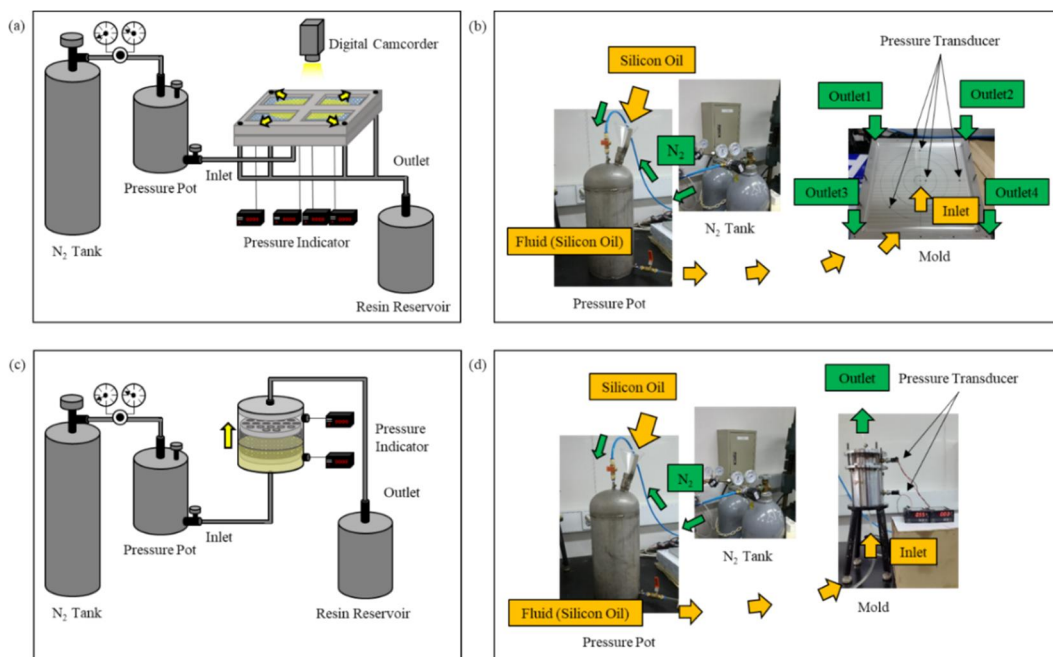 (a)
Digital Camcorder
Pressure Pot
Inlet
Outlet
Pressure Indicator
N₂ Tank
Resin Reservoir
(b)
Silicon Oil
Pressure Transducer
Outlet1
Outlet2
N₂
Outlet3
Outlet4
Inlet
Fluid (Silicon Oil)
N₂ Tank
Mold
Pressure Pot
(c)
Pressure
Indicator
Outlet
Inlet
Pressure Pot
N₂ Tank
Resin Reservoir
(d)
Silicon Oil
Outlet
Pressure Transducer
N₂
Inlet
N₂ Tank
Fluid (Silicon Oil)
Mold
Pressure Pot